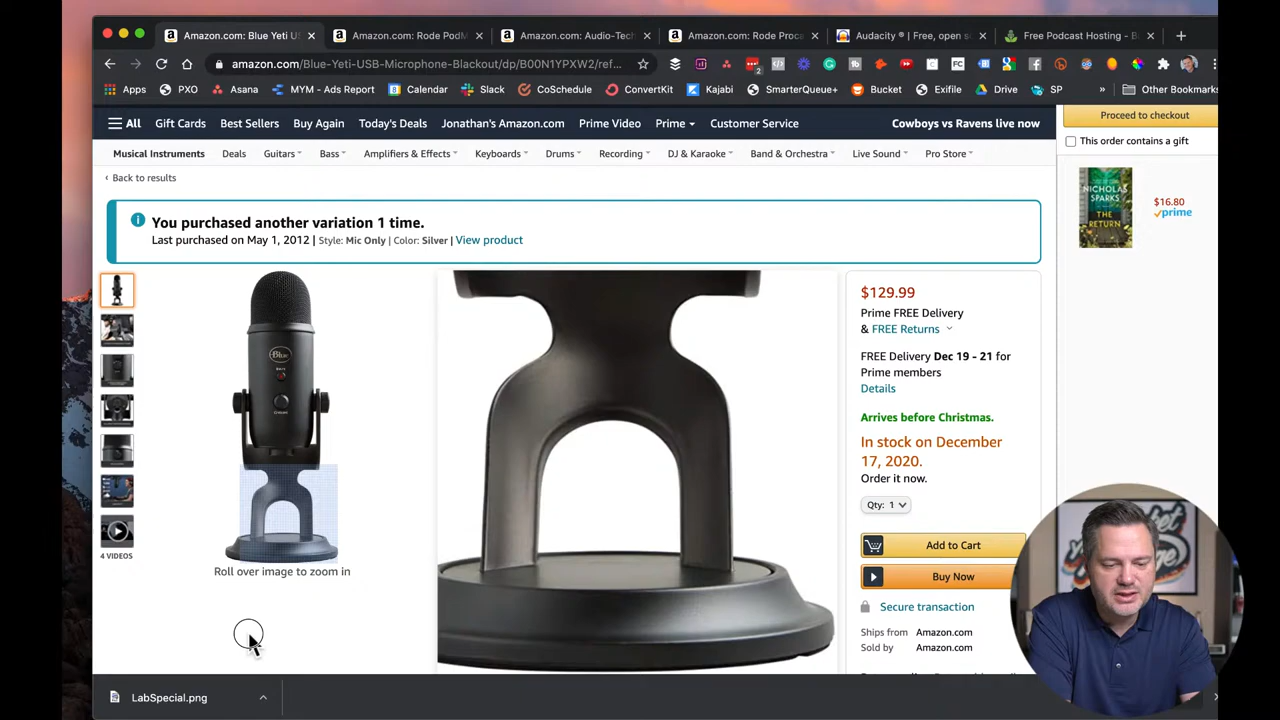 Amazon.com: Blue Yeti U
Amazon.com: Rode PodM
Amazon.com: Audio-Tech
Amazon.com: Rode Proca
Audacity ® | Free, open s
Free Podcast Hosting - B
amazon.com/Blue-Yeti-USB-Microphone-Blackout/dp/B00N1YPXW2/ref...
Apps PXO Asana MYM - Ads Report Calendar Slack CoSchedule ConvertKit Kajabi SmarterQueue+ Bucket Exifile Drive SP » Other Bookmarks
All Gift Cards Best Sellers Buy Again Today's Deals Jonathan's Amazon.com Prime Video Prime Customer Service Cowboys vs Ravens live now
Proceed to checkout
This order contains a gift
Musical Instruments Deals Guitars Bass Amplifiers & Effects Keyboards Drums Recording DJ & Karaoke Band & Orchestra Live Sound Pro Store
‹ Back to results
You purchased another variation 1 time.
Last purchased on May 1, 2012 | Style: Mic Only | Color: Silver | View product
NICHOLAS
SPARKS
THE
RETURN
$16.80
prime
Blue
4 VIDEOS
Roll over image to zoom in
$129.99
Prime FREE Delivery
& FREE Returns
FREE Delivery Dec 19 - 21 for
Prime members
Details
Arrives before Christmas.
In stock on December
17, 2020.
Order it now.
Qty: 1
Add to Cart
Buy Now
Secure transaction
Ships from Amazon.com
Sold by Amazon.com
LabSpecial.png